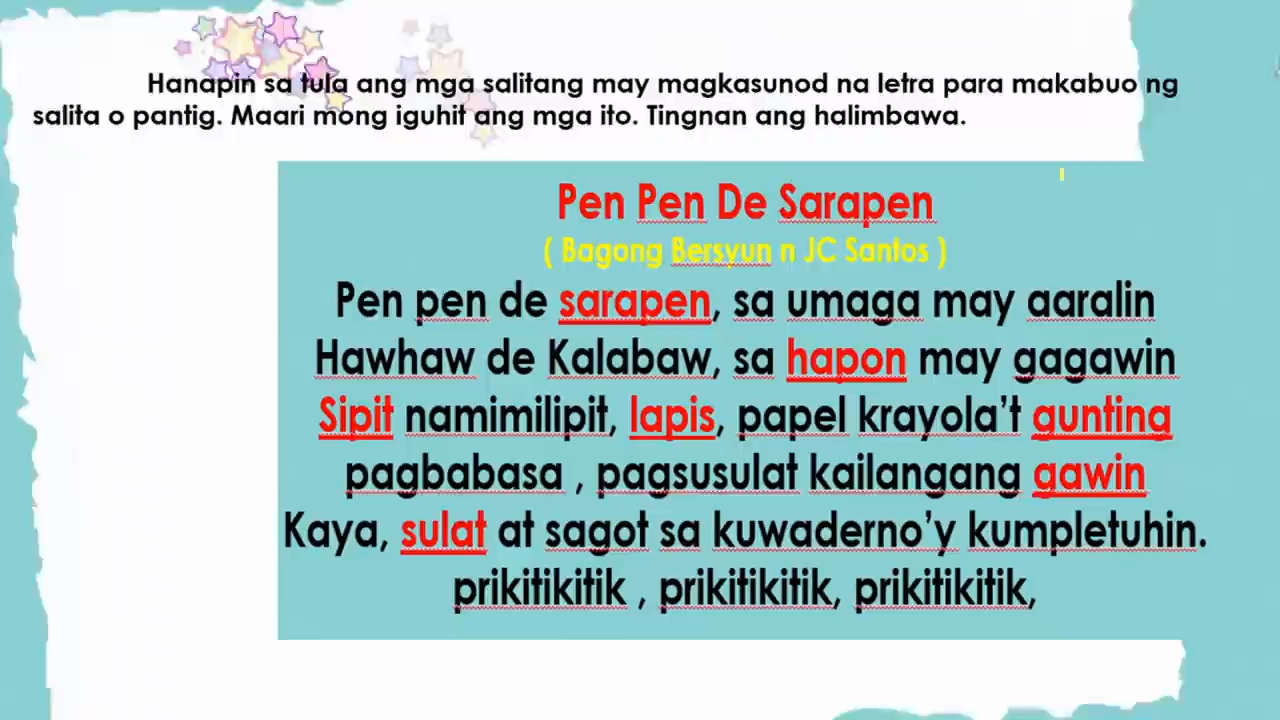 Hanapin sa tula ang mga salitang may magkasunod na letra para makabuo ng
salita o pantig. Maari mong iguhit ang mga ito. Tingnan ang halimbawa.
Pen Pen De Sarapen
( Bagong Bersyun n JC Santos )
Pen pen de sarapen, sa umaga may aaralin
Hawhaw de Kalabaw, sa hapon may gagawin
Sipit namimilipit, lapis, papel krayola't gunting
pagbabasa , pagsusulat kailangang gawin
Kaya, sulat at sagot sa kuwaderno'y kumpletuhin.
prikitikitik , prikitikitik, prikitikitik,